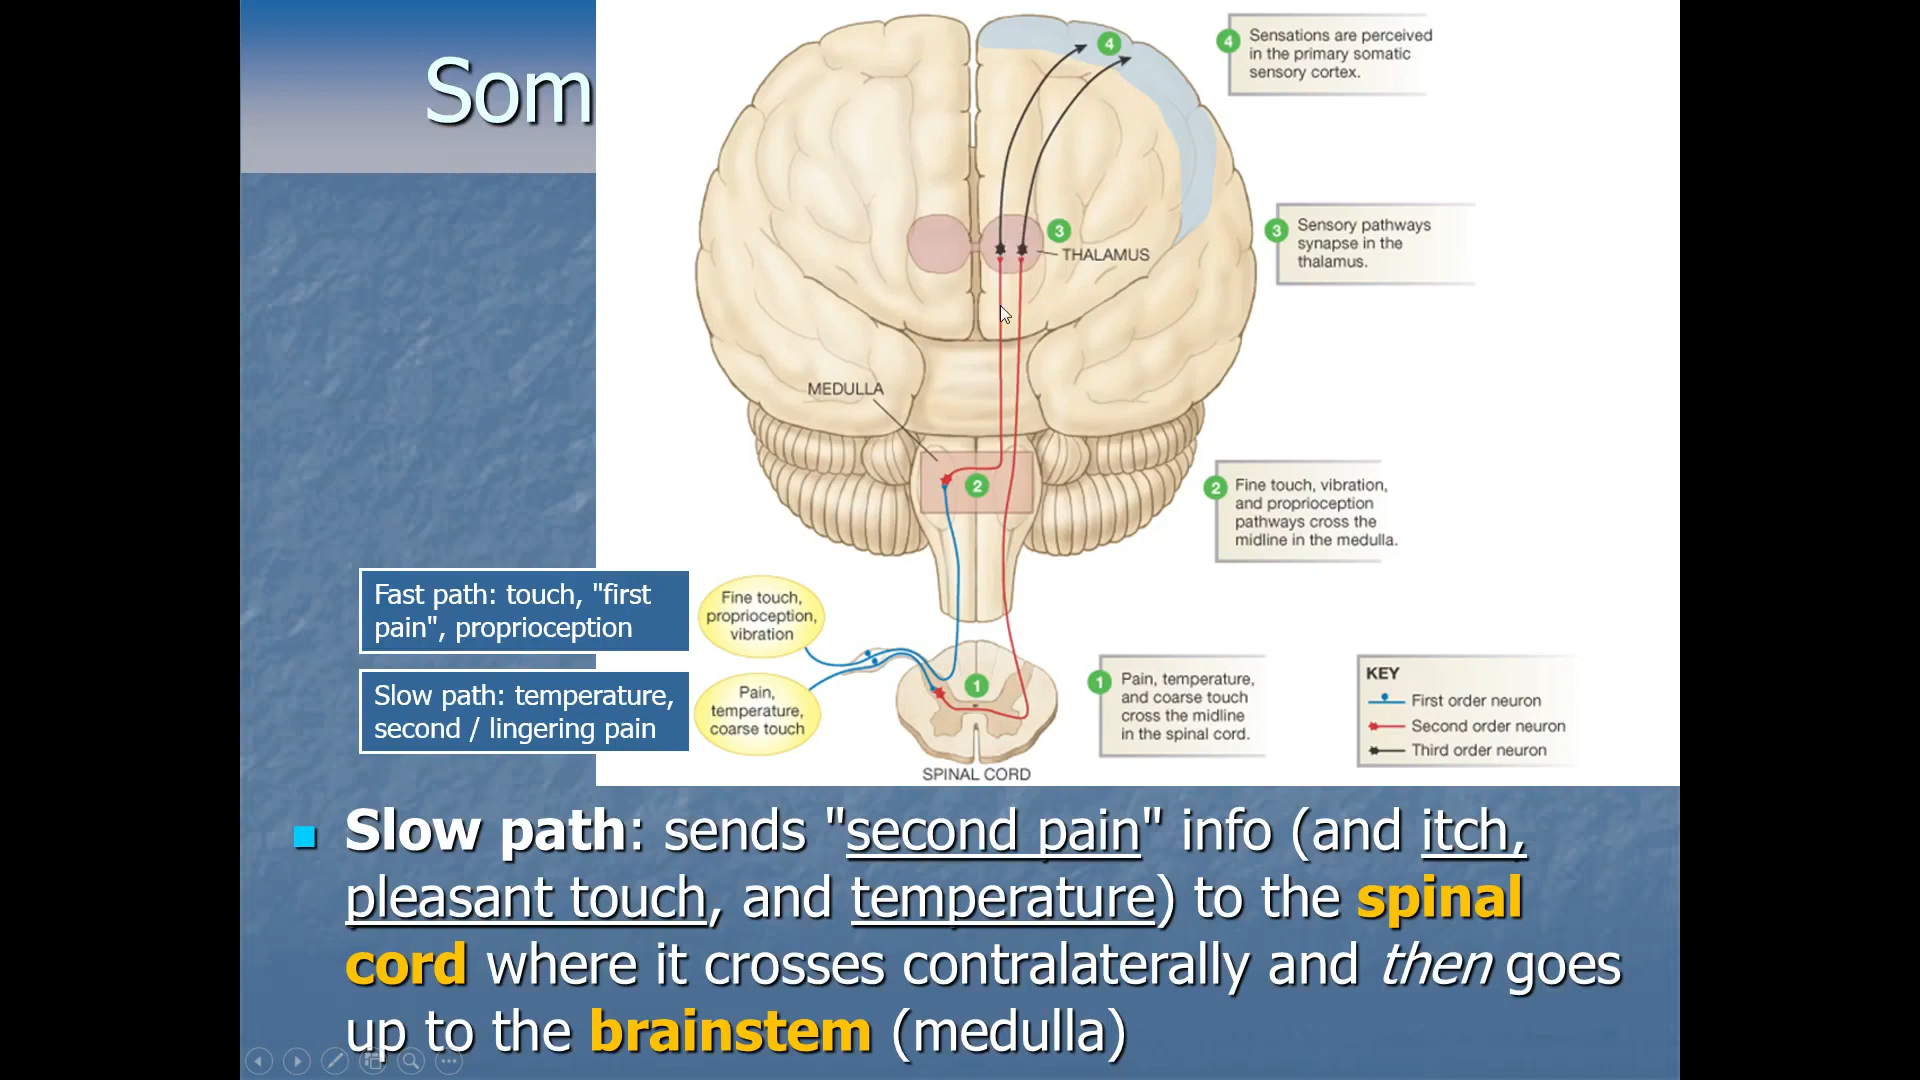 Som
4 Sensations are perceived
in the primary somatic
sensory cortex.
4
3 Sensory pathways
synapse in the
thalamus.
3
THALAMUS
MEDULLA
2
2 Fine touch, vibration,
and proprioception
pathways cross the
midline in the medulla.
Fast path: touch, "first
pain", proprioception
Fine touch,
proprioception,
vibration
Slow path: temperature,
second / lingering pain
Pain,
temperature,
coarse touch
1
1 Pain, temperature,
and coarse touch
cross the midline
in the spinal cord.
KEY
First order neuron
Second order neuron
Third order neuron
SPINAL CORD
Slow path: sends "second pain" info (and itch,
pleasant touch, and temperature) to the spinal
cord where it crosses contralaterally and then goes
up to the brainstem (medulla)